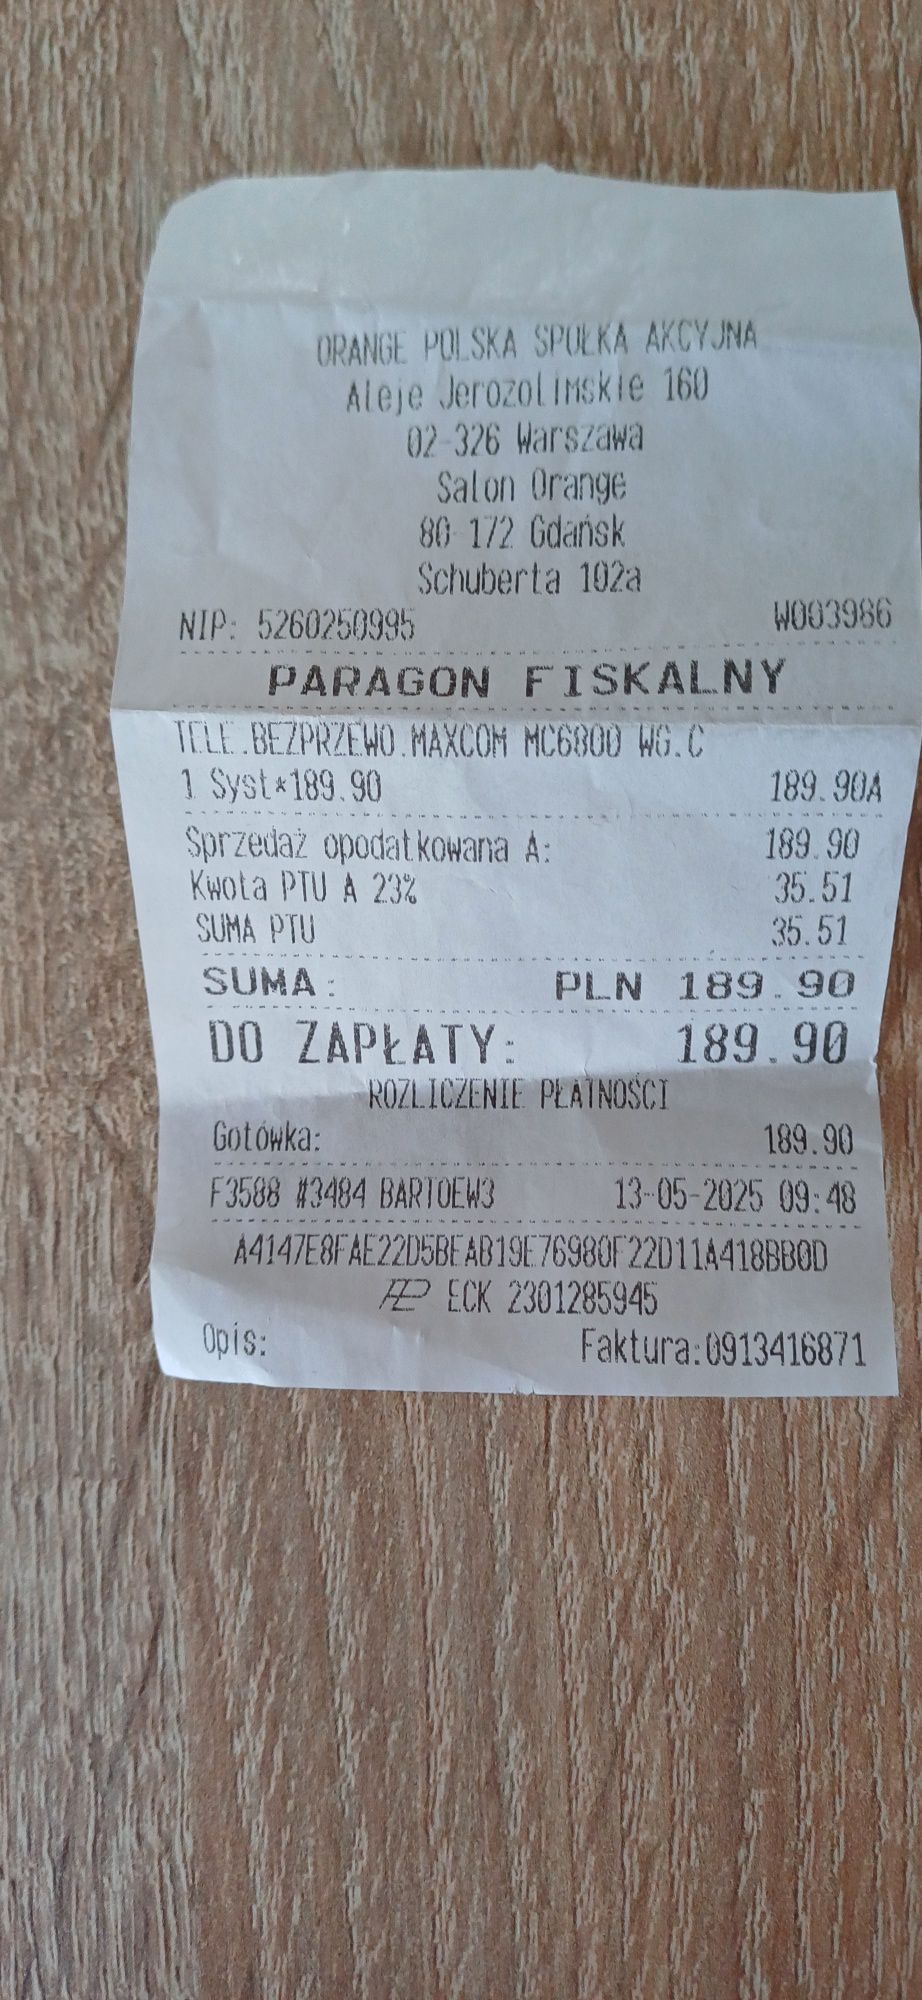 ORANGE POLSKA SPÓŁKA AKCYJNA
Aleje Jerozolimskie 160
02-326 Warszawa
Salon Orange
80-172 Gdańsk
Schuberta 102a
NIP: 5260250995 W003986
PARAGON FISKALNY
TELE.BEZPRZEWO.MAXCOM MC6800 WG.C
1 Syst*189.90 189.90A
Sprzedaż opodatkowana A: 189.90
Kwota PTU A 23% 35.51
SUMA PTU 35.51
SUMA: PLN 189.90
DO ZAPŁATY: 189.90
ROZLICZENIE PŁATNOŚCI
Gotówka: 189.90
F3588 #3484 BARTOEW3 13-05-2025 09:48
A4147E8FAE22D5BEAB19E76980F22D11A418BB0D
ECK 2301285945
Opis: Faktura:0913416871